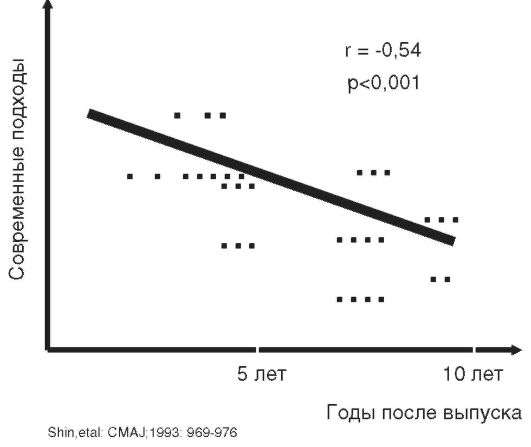 r = -0,54
p<0,001
Современные подходы
5 лет
10 лет
Годы после выпуска
Shin,etal: CMAJ;1993: 969-976